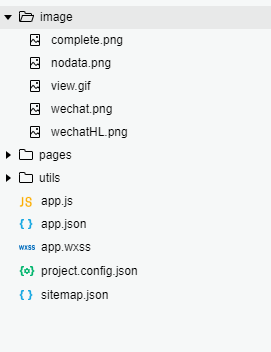 image
complete.png
nodata.png
view.gif
wechat.png
wechatHL.png
pages
utils
JS app.js
{ } app.json
wxss app.wxss
{o} project.config.json
{ } sitemap.json